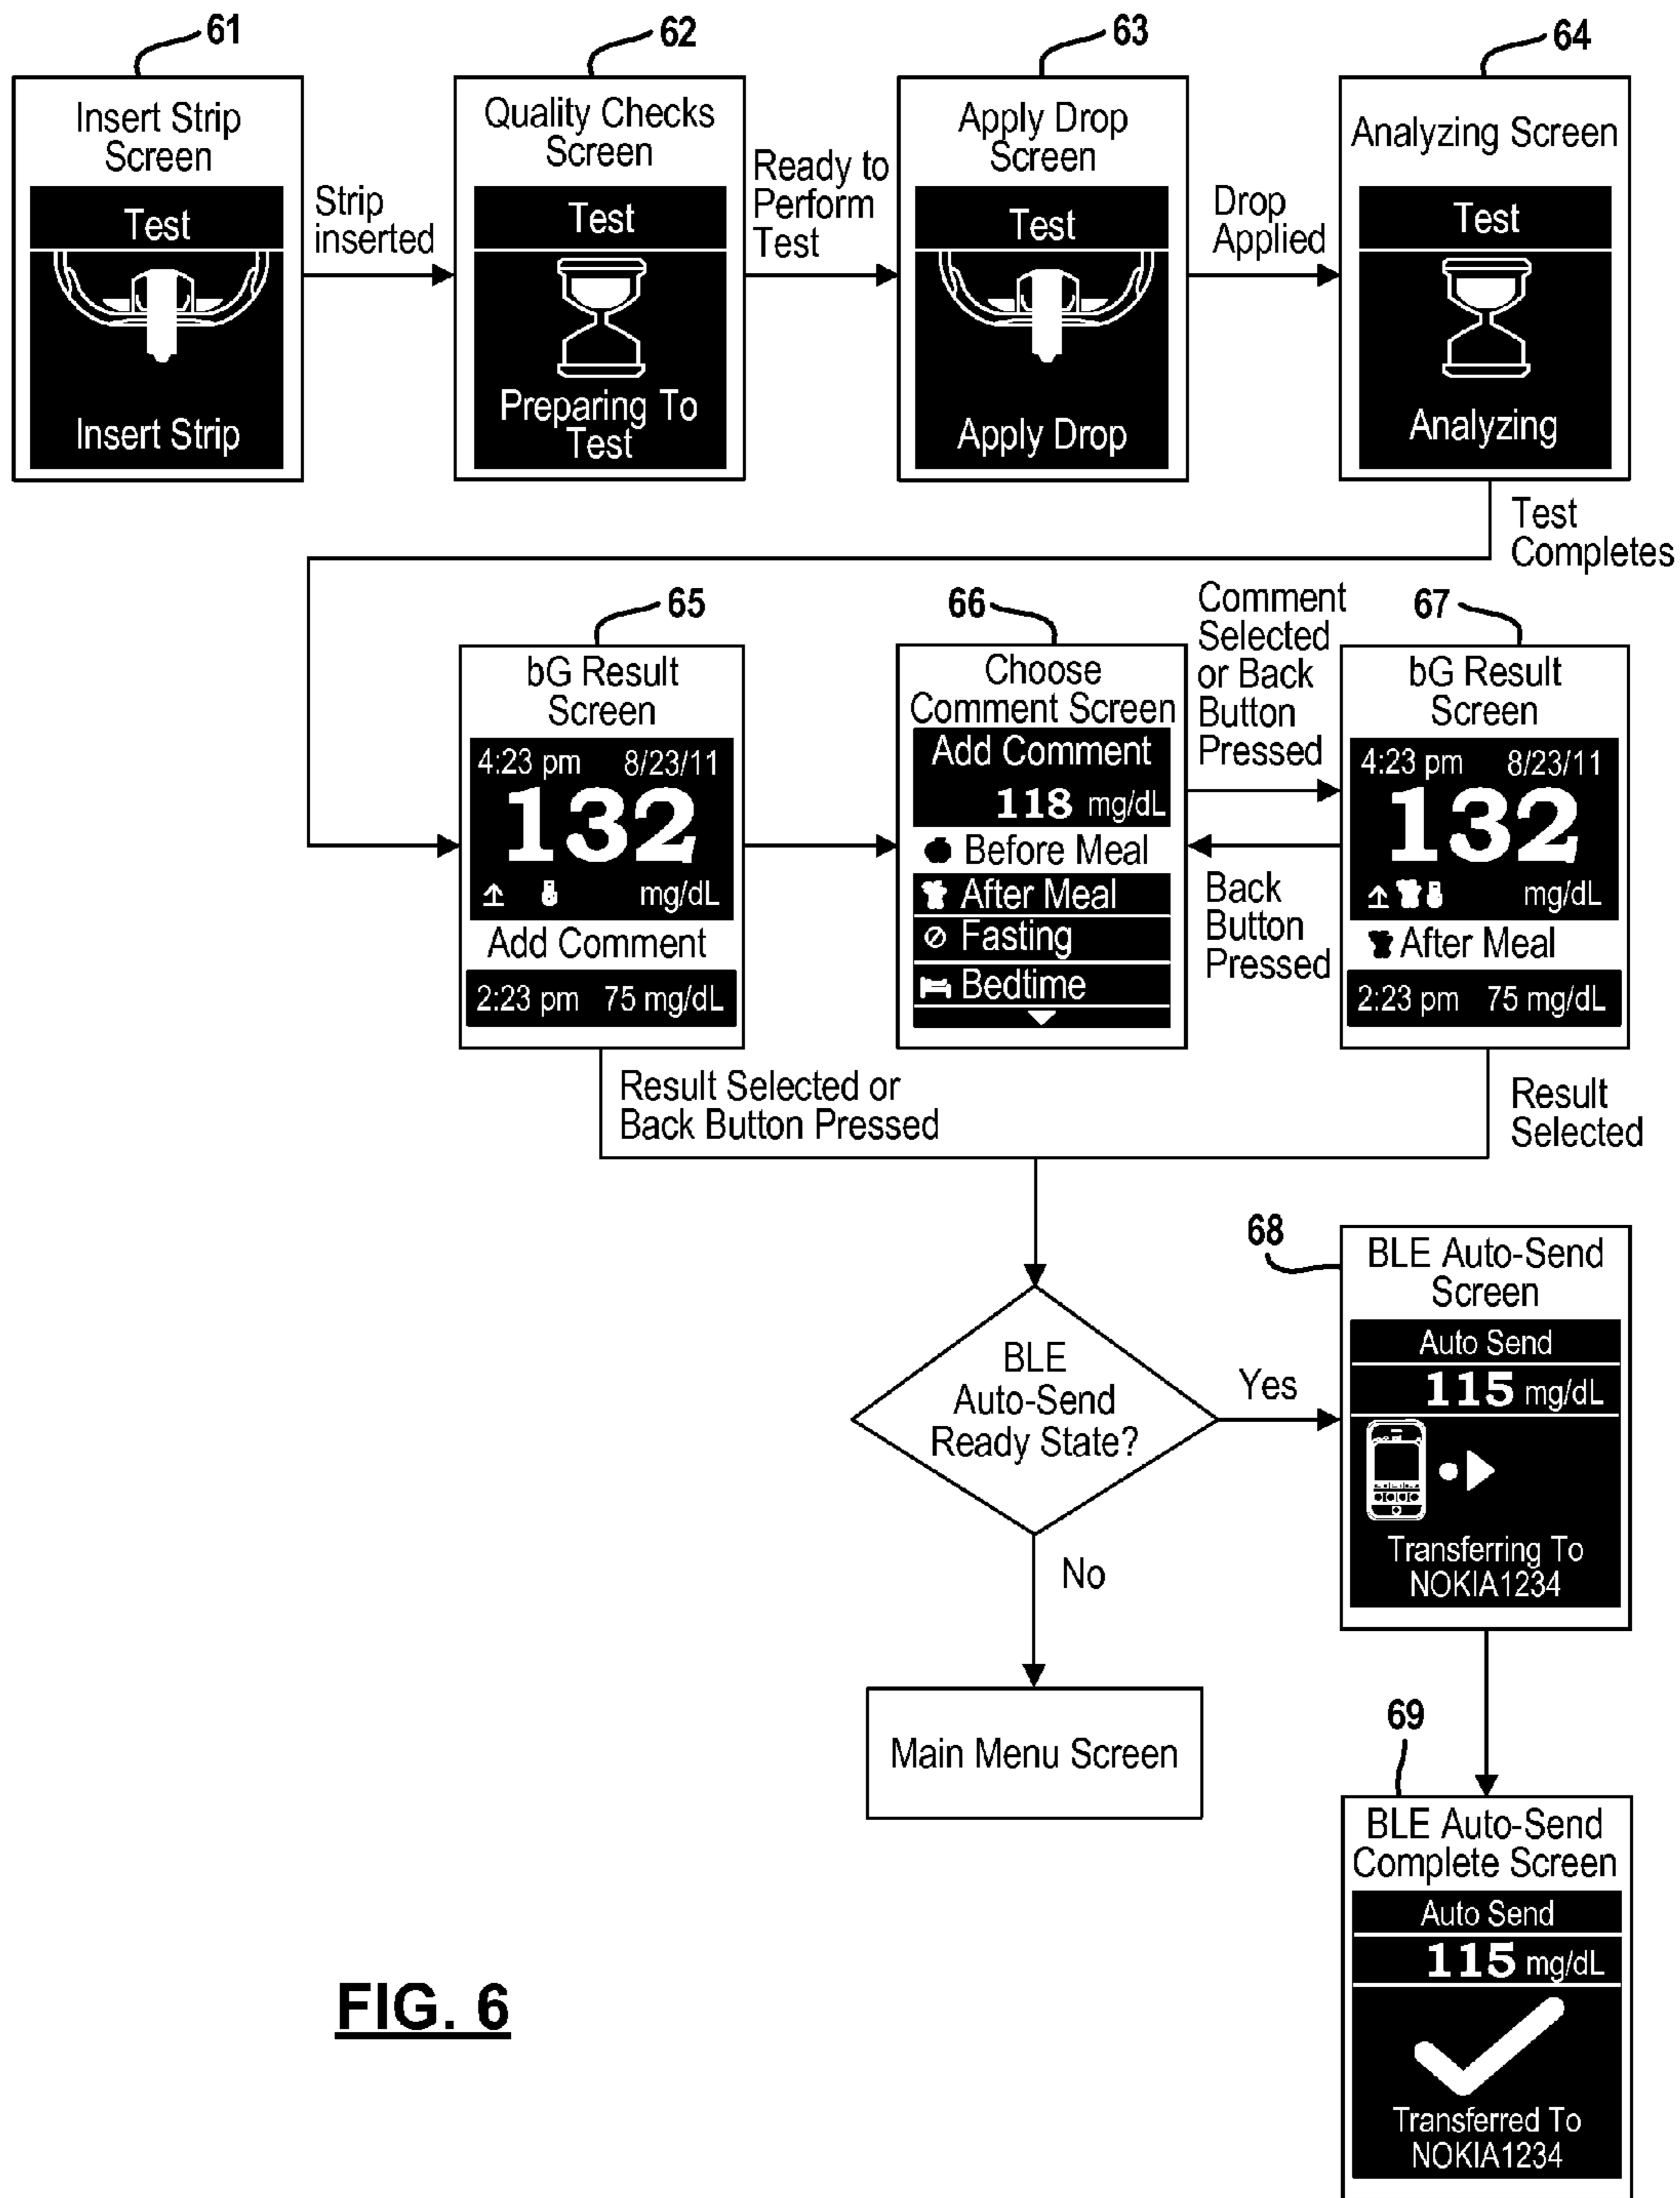 61
62
63
64
Insert Strip
Screen
Test
Insert Strip
Strip
inserted
Quality Checks
Screen
Test
Preparing To
Test
Ready to
Perform
Test
Apply Drop
Screen
Test
Apply Drop
Drop
Applied
Analyzing Screen
Test
Analyzing
Test
Completes
65
66
67
bG Result
Screen
4:23 pm 8/23/11
132
mg/dL
Add Comment
2:23 pm 75 mg/dL
Choose
Comment Screen
Add Comment
118 mg/dL
Before Meal
After Meal
Fasting
Bedtime
Comment
Selected
or Back
Button
Pressed
Back
Button
Pressed
bG Result
Screen
4:23 pm 8/23/11
132
mg/dL
After Meal
2:23 pm 75 mg/dL
Result Selected or
Back Button Pressed
Result
Selected
BLE
Auto-Send
Ready State?
Yes
No
Main Menu Screen
68
BLE Auto-Send
Screen
Auto Send
115 mg/dL
Transferring To
NOKIA1234
69
BLE Auto-Send
Complete Screen
Auto Send
115 mg/dL
Transferred To
NOKIA1234
FIG. 6